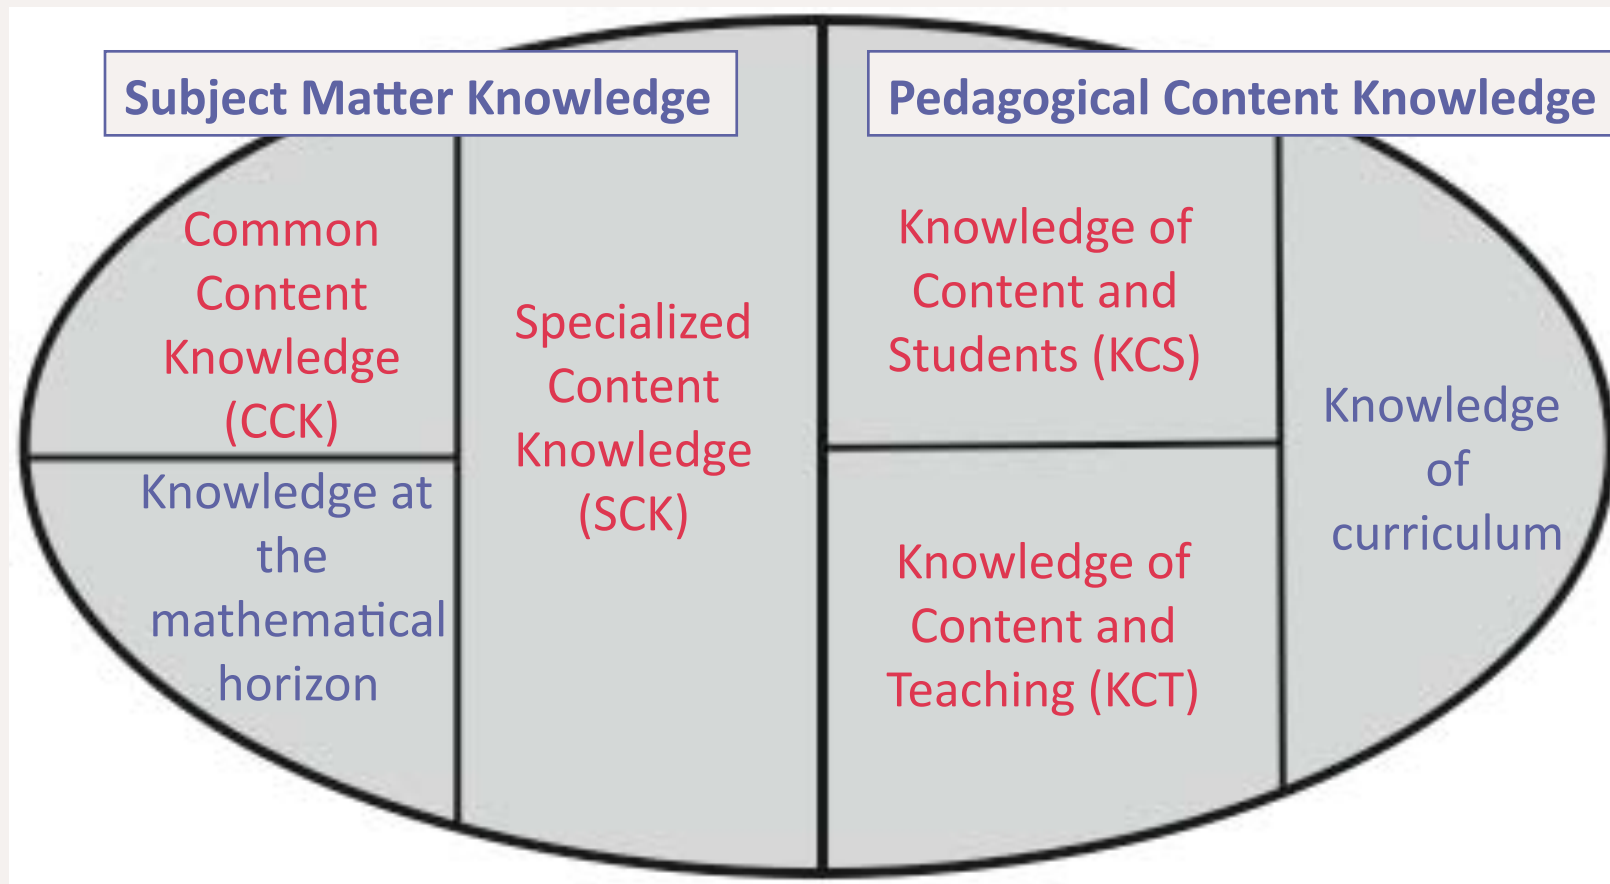 Subject Matter Knowledge
Pedagogical Content Knowledge
Common
Content
Knowledge
(CCK)
Knowledge at
the
mathematical
horizon
Specialized
Content
Knowledge
(SCK)
Knowledge of
Content and
Students (KCS)
Knowledge of
Content and
Teaching (KCT)
Knowledge
of
curriculum